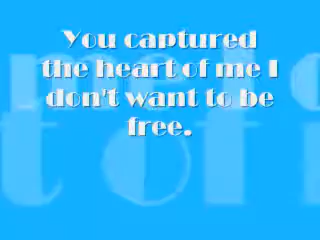 You captured
the heart of me I
don't want to be
free.